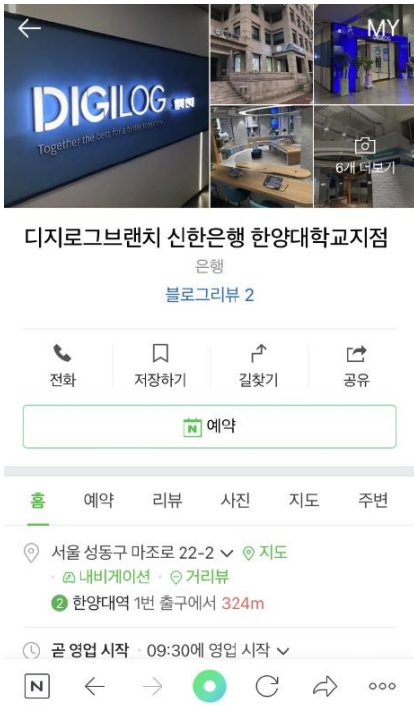 MY
DIGILOG
Together the best for a better tomorrow
6개 더보기
디지로그브랜치 신한은행 한양대학교지점
은행
블로그리뷰 2
전화 저장하기 길찾기 공유
N 예약
홈 예약 리뷰 사진 지도 주변
서울 성동구 마조로 22-2 지도
내비게이션 · 거리뷰
2 한양대역 1번 출구에서 324m
곧 영업 시작 · 09:30에 영업 시작
N